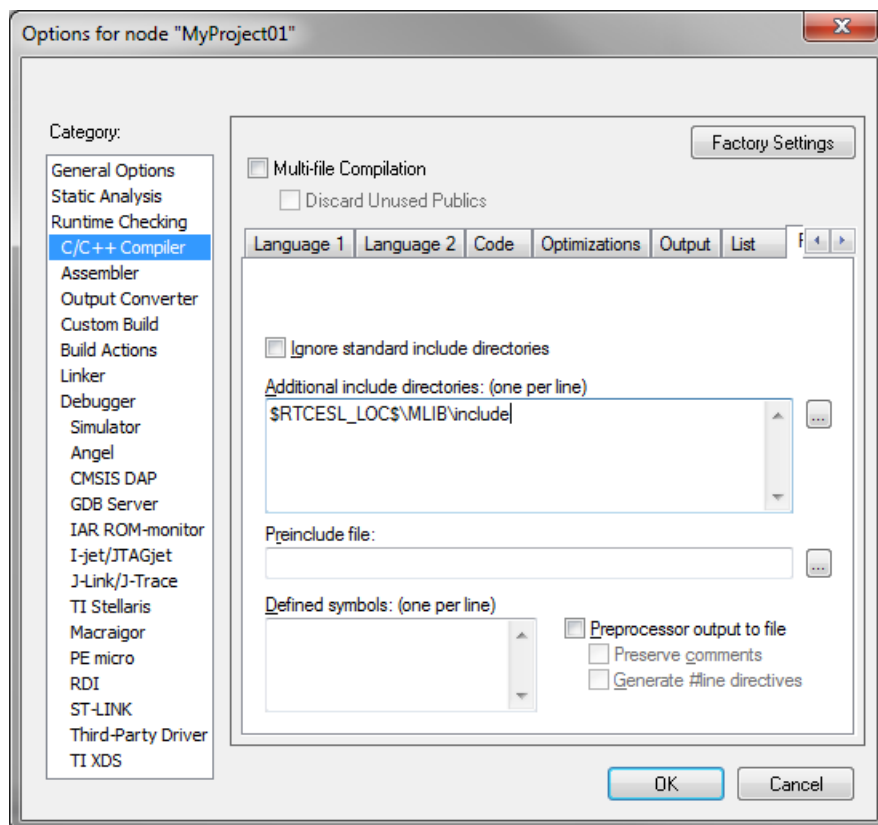 Options for node "MyProject01"
Category:
Factory Settings
General Options
Static Analysis
Runtime Checking
C/C++ Compiler
Assembler
Output Converter
Custom Build
Build Actions
Linker
Debugger
Simulator
Angel
CMSIS DAP
GDB Server
IAR ROM-monitor
I-jet/JTAGjet
J-Link/J-Trace
TI Stellaris
Macraigor
PE micro
RDI
ST-LINK
Third-Party Driver
TI XDS
Multi-file Compilation
Discard Unused Publics
Language 1 Language 2 Code Optimizations Output List
Ignore standard include directories
Additional include directories: (one per line)
$RTCESL_LOC$\MLIB\include
...
Preinclude file:
...
Defined symbols: (one per line)
Preprocessor output to file
Preserve comments
Generate #line directives
OK Cancel